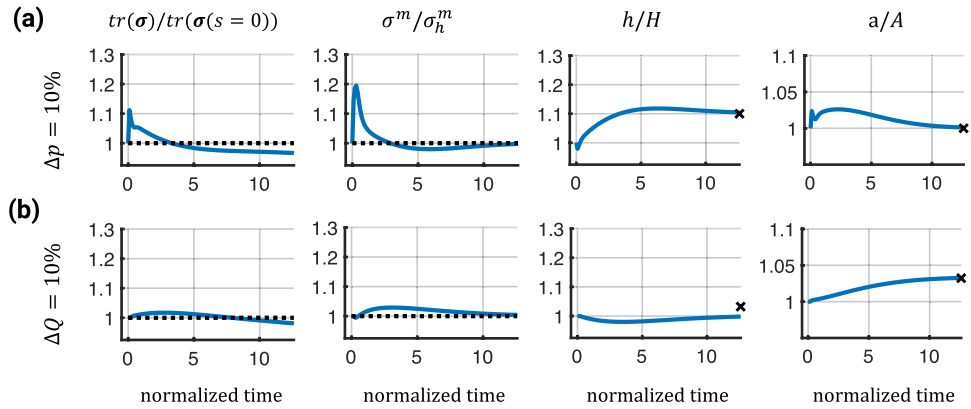 (a) tr(σ)/tr(σ(s = 0)) σᵐ/σₕᵐ h/H a/A
Δp = 10%
1.3 1.3 1.3 1.1
1.2 1.2 1.2
1.05
1.1 1.1 1.1
1 1 1 1
0 5 10 0 5 10 0 5 10 0 5 10
(b)
ΔQ = 10%
1.3 1.3 1.3 1.1
1.2 1.2 1.2
1.05
1.1 1.1 1.1
1 1 1 1
0 5 10 0 5 10 0 5 10 0 5 10
normalized time normalized time normalized time normalized time